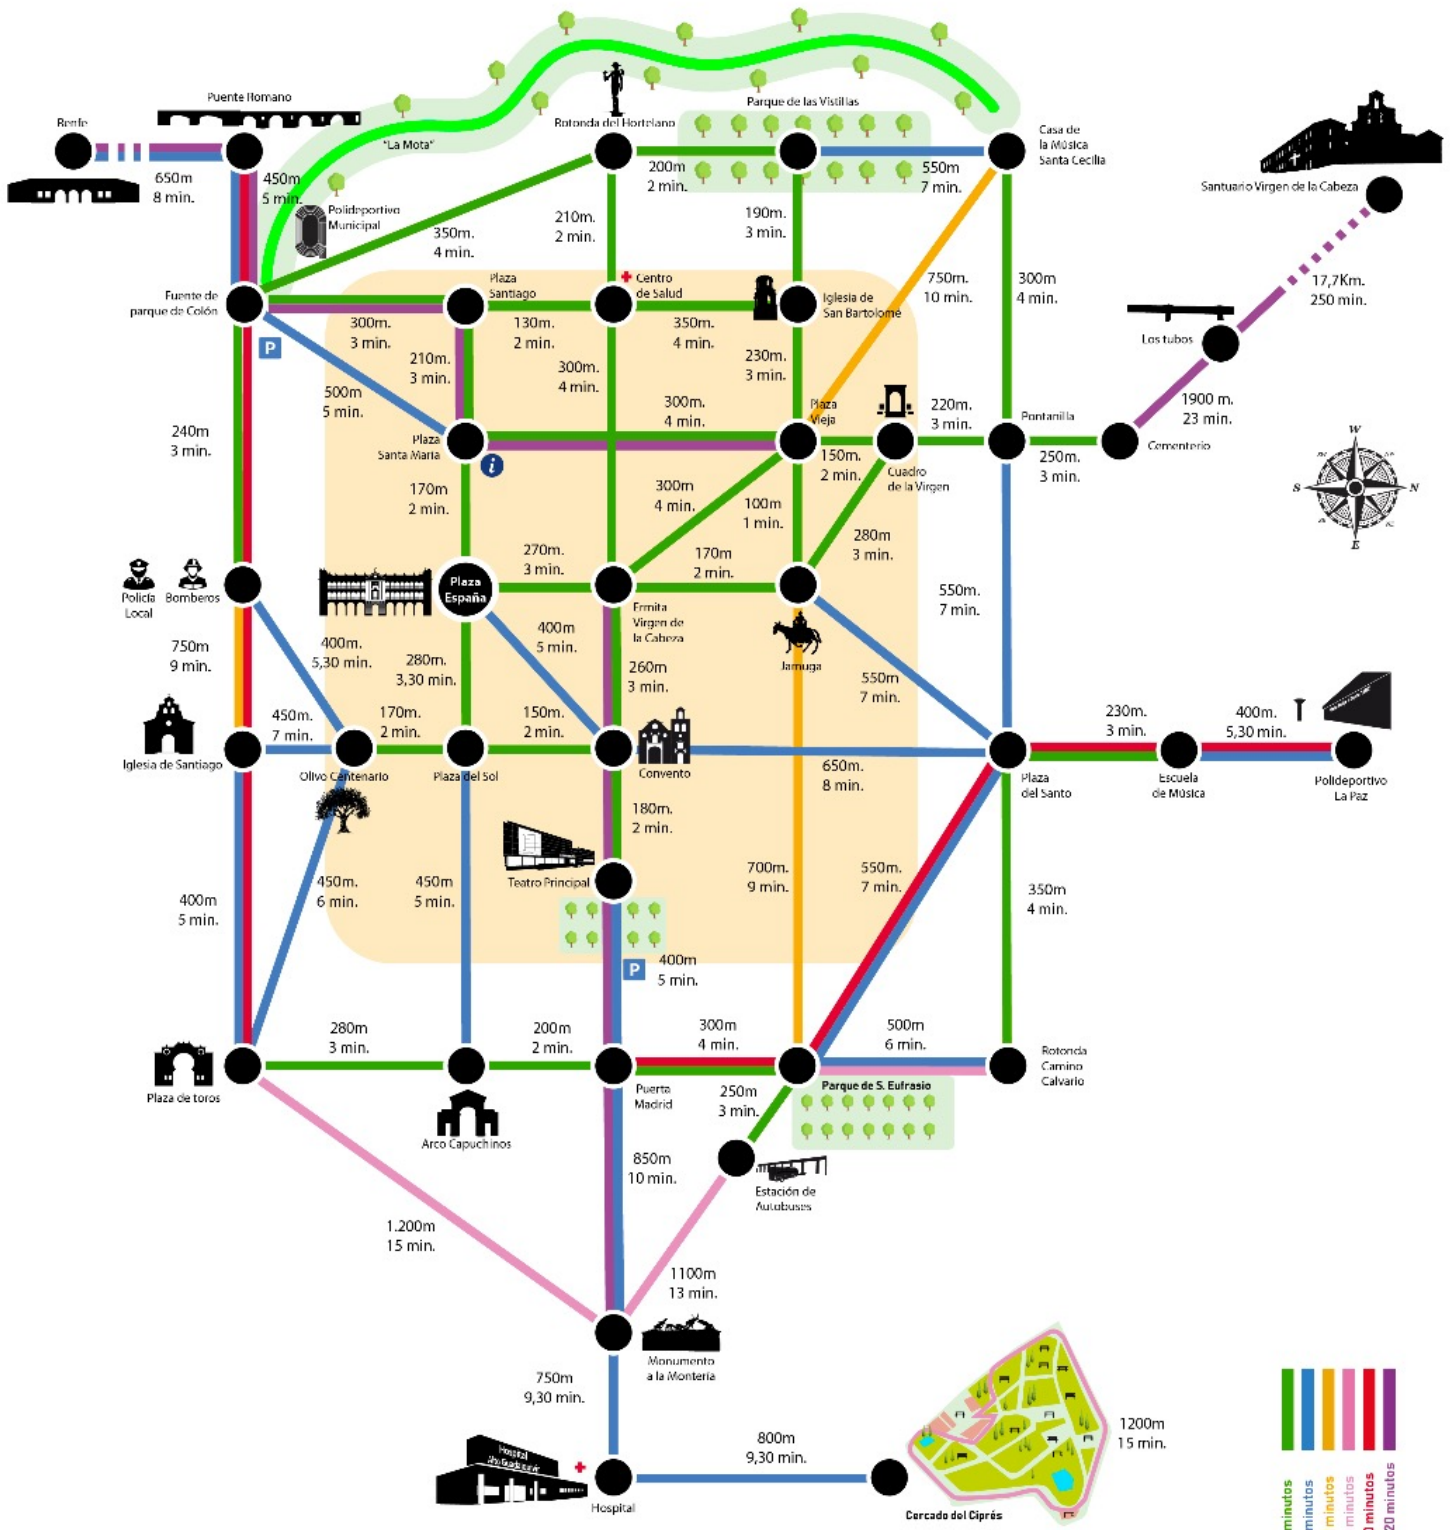 Puente Romano
Renfe
650m
8 min.
450m
5 min.
"La Mota"
Polideportivo
Municipal
Rotonda del Hortelano
Parque de las Vistillas
200m
2 min.
550m
7 min.
Casa de
la Música
Santa Cecilia
Santuario Virgen de la Cabeza
350m.
4 min.
210m.
2 min.
190m.
3 min.
750m.
10 min.
300m
4 min.
17,7Km.
250 min.
Fuente de
parque de Colón
P
Plaza
Santiago
Centro
de Salud
Iglesia de
San Bartolomé
300m.
3 min.
130m.
2 min.
350m.
4 min.
Los tubos
1900 m.
23 min.
210m.
3 min.
300m
4 min.
230m.
3 min.
500m
5 min.
300m.
4 min.
Plaza
Vieja
220m.
3 min.
Pontanilla
Cementerio
250m.
3 min.
240m
3 min.
Plaza
Santa María
i
150m.
2 min.
Cuadro
de la Virgen
W
S
N
E
170m
2 min.
300m
4 min.
100m
1 min.
280m
3 min.
Policía
Local
Bomberos
Plaza
España
270m.
3 min.
170m
2 min.
Ermita
Virgen de
la Cabeza
Jamuga
550m
7 min.
750m
9 min.
400m.
5,30 min.
280m.
3,30 min.
400m
5 min.
260m
3 min.
550m
7 min.
450m.
7 min.
170m.
2 min.
150m.
2 min.
230m.
3 min.
400m.
5,30 min.
Iglesia de Santiago
Olivo Centenario
Plaza del Sol
Convento
650m.
8 min.
Plaza
del Santo
Escuela
de Música
Polideportivo
La Paz
180m.
2 min.
Teatro Principal
400m
5 min.
450m.
6 min.
450m
5 min.
700m.
9 min.
550m.
7 min.
350m
4 min.
P
400m
5 min.
280m
3 min.
200m
2 min.
300m
4 min.
500m
6 min.
Plaza de toros
Arco Capuchinos
Puerta
Madrid
Parque de S. Eufrasio
Rotonda
Camino
Calvario
250m
3 min.
850m
10 min.
Estación de
Autobuses
1.200m
15 min.
1100m
13 min.
Monumento
a la Montería
750m
9,30 min.
Hospital
Alto Guadalquivir
Hospital
800m
9,30 min.
Cercado del Ciprés
1200m
15 min.
minutos
minutos
minutos
minutos
0 minutos
20 minutos